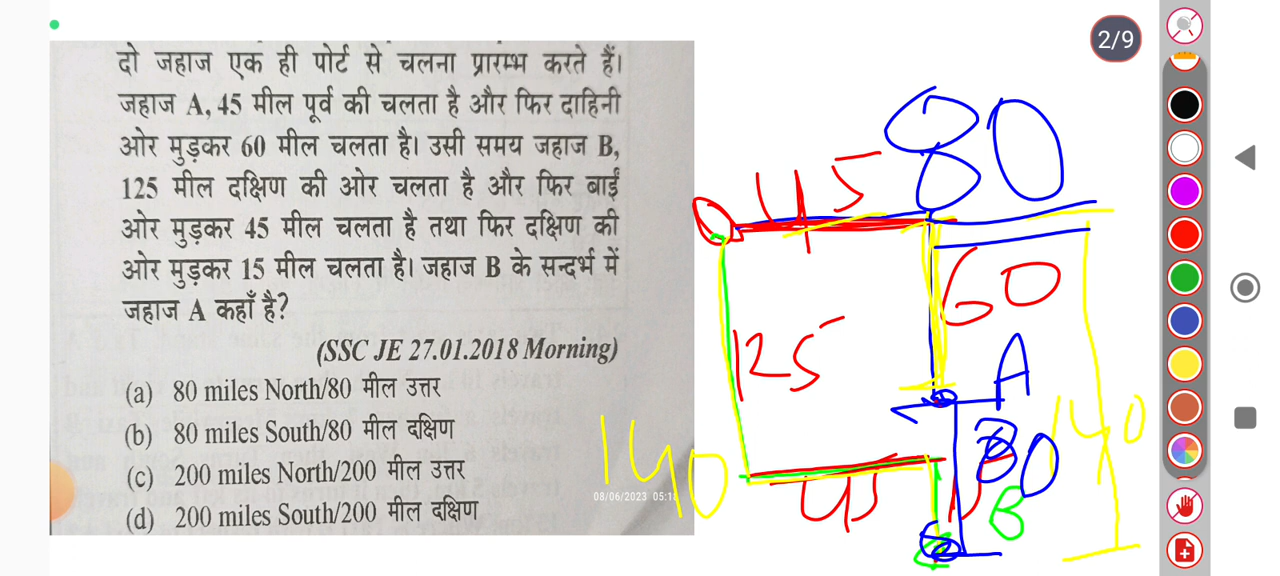 दो जहाज एक ही पोर्ट से चलना प्रारम्भ करते हैं।
जहाज A, 45 मील पूर्व की चलता है और फिर दाहिनी
ओर मुड़कर 60 मील चलता है। उसी समय जहाज B,
125 मील दक्षिण की ओर चलता है और फिर बाईं
ओर मुड़कर 45 मील चलता है तथा फिर दक्षिण की
ओर मुड़कर 15 मील चलता है। जहाज B के सन्दर्भ में
जहाज A कहाँ है?
(SSC JE 27.01.2018 Morning)
(a) 80 miles North/80 मील उत्तर
(b) 80 miles South/80 मील दक्षिण
(c) 200 miles North/200 मील उत्तर
(d) 200 miles South/200 मील दक्षिण
2/9
80
45
60
125
A
80
140
140
B
08/06/2023 05:1